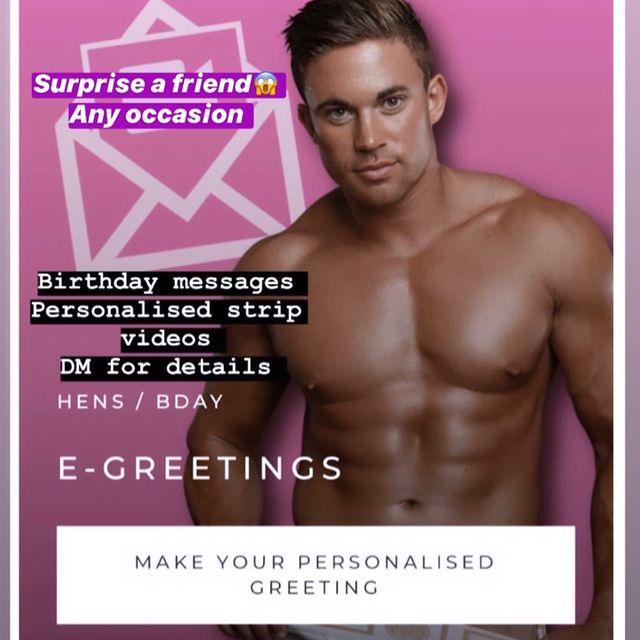 Surprise a friend😱
Any occasion
Birthday messages
Personalised strip
videos
DM for details
HENS / BDAY
E-GREETINGS
MAKE YOUR PERSONALISED
GREETING